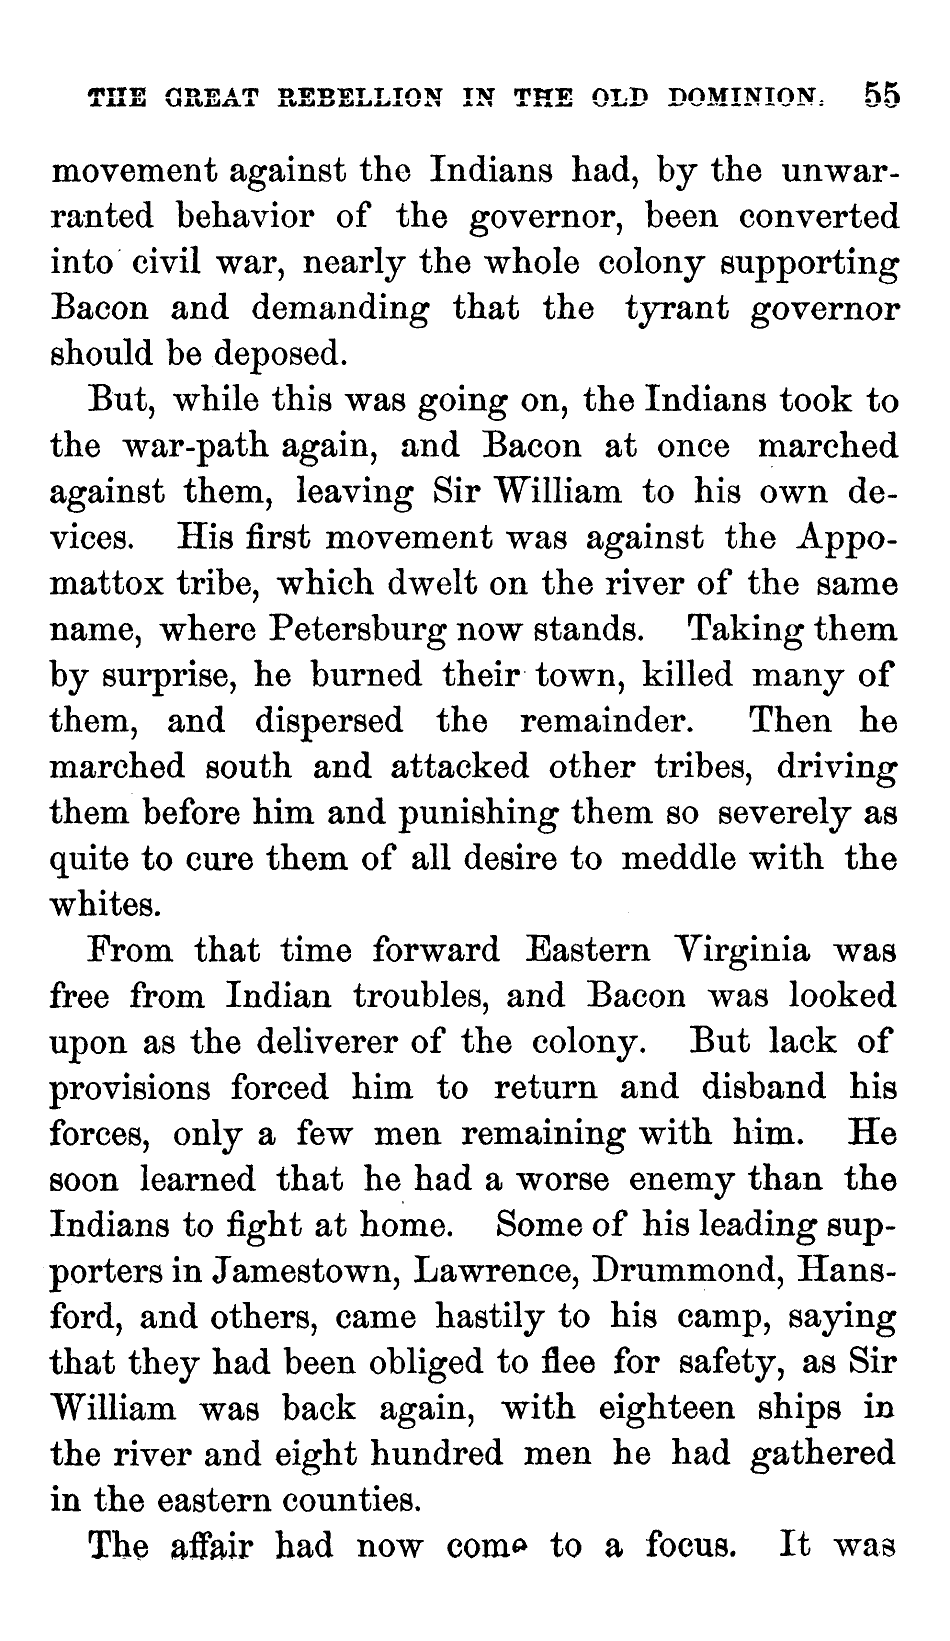 THE GREAT REBELLION IN THE OLD DOMINION. 55
movement against the Indians had, by the unwar-
ranted behavior of the governor, been converted
into civil war, nearly the whole colony supporting
Bacon and demanding that the tyrant governor
should be deposed.
But, while this was going on, the Indians took to
the war-path again, and Bacon at once marched
against them, leaving Sir William to his own de-
vices. His first movement was against the Appo-
mattox tribe, which dwelt on the river of the same
name, where Petersburg now stands. Taking them
by surprise, he burned their town, killed many of
them, and dispersed the remainder. Then he
marched south and attacked other tribes, driving
them before him and punishing them so severely as
quite to cure them of all desire to meddle with the
whites.
From that time forward Eastern Virginia was
free from Indian troubles, and Bacon was looked
upon as the deliverer of the colony. But lack of
provisions forced him to return and disband his
forces, only a few men remaining with him. He
soon learned that he had a worse enemy than the
Indians to fight at home. Some of his leading sup-
porters in Jamestown, Lawrence, Drummond, Hans-
ford, and others, came hastily to his camp, saying
that they had been obliged to flee for safety, as Sir
William was back again, with eighteen ships in
the river and eight hundred men he had gathered
in the eastern counties.
The affair had now come to a focus. It was